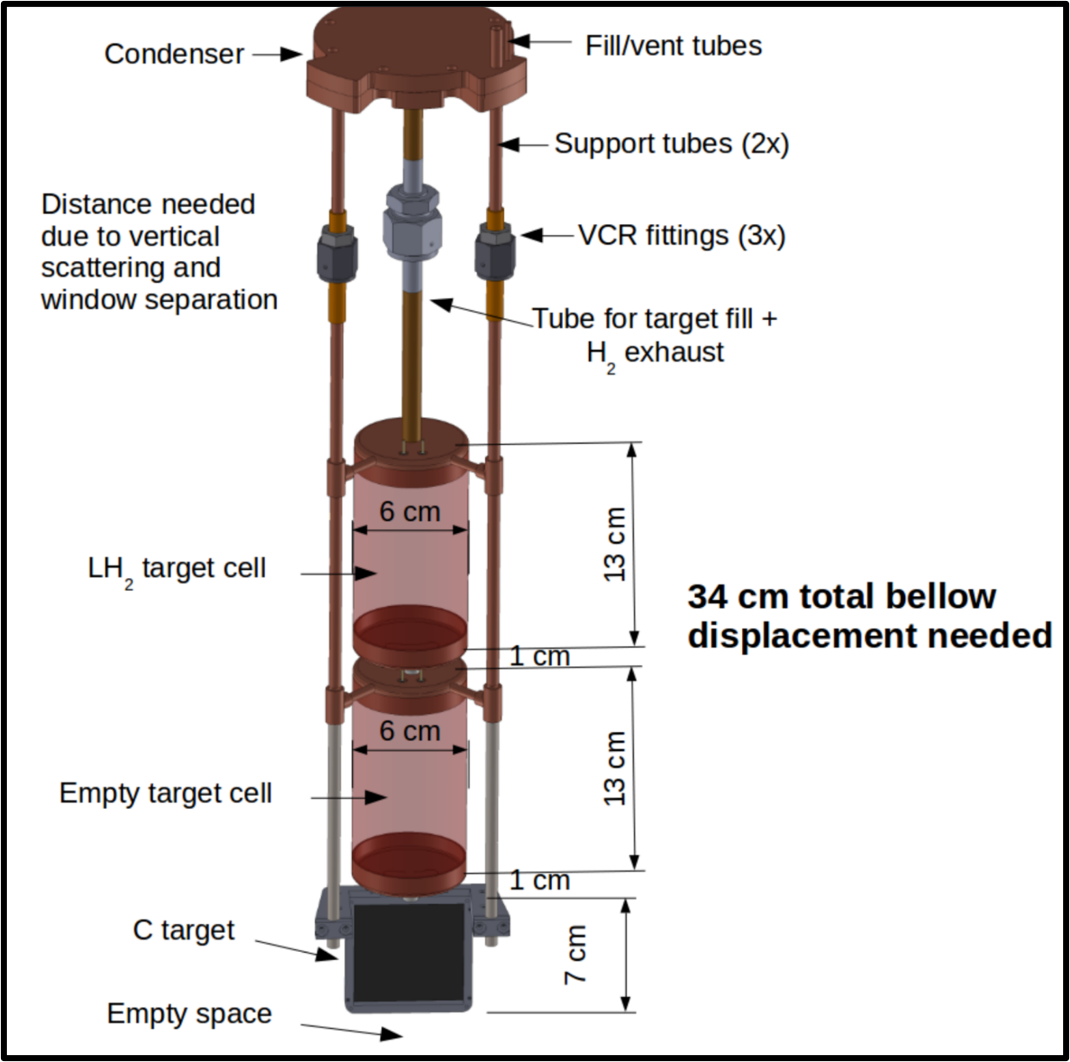 Condenser
Fill/vent tubes
Support tubes (2x)
Distance needed
due to vertical
scattering and
window separation
VCR fittings (3x)
Tube for target fill +
H2 exhaust
6 cm
13 cm
LH2 target cell
34 cm total bellow
displacement needed
1 cm
6 cm
13 cm
Empty target cell
1 cm
C target
7 cm
Empty space